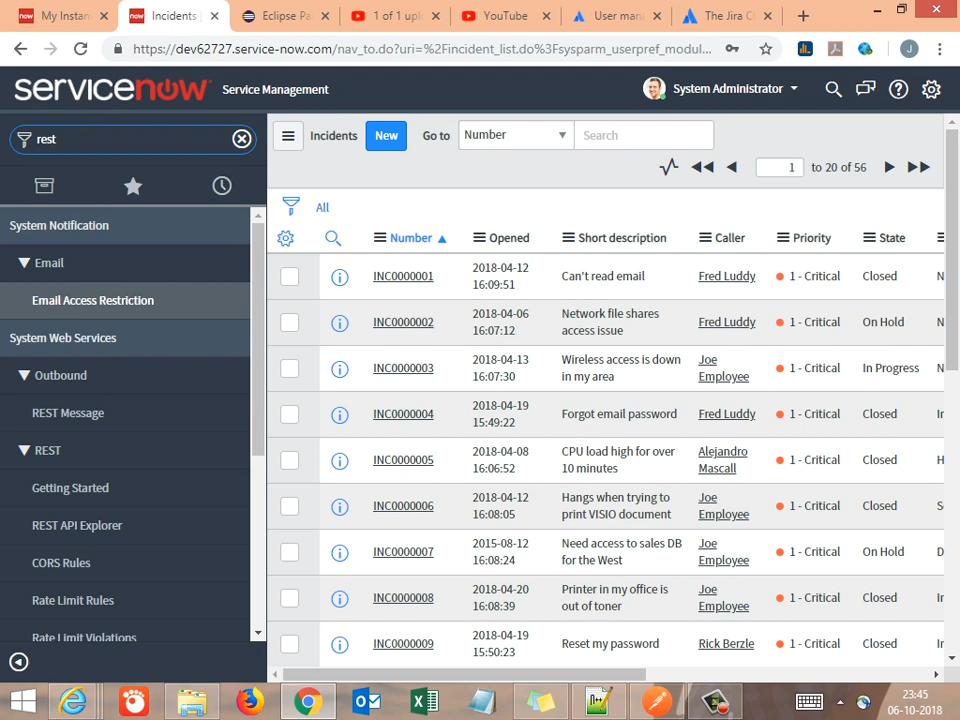 My Instan
Incidents
Eclipse Pa
1 of 1 upl
YouTube
User man
The Jira C
https://dev62727.service-now.com/nav_to.do?uri=%2Fincident_list.do%3Fsysparm_userpref_modul...
J
servicenow Service Management
System Administrator
rest
Incidents New Go to Number Search
1 to 20 of 56
All
System Notification
Email
Email Access Restriction
System Web Services
Outbound
REST Message
REST
Getting Started
REST API Explorer
CORS Rules
Rate Limit Rules
Rate Limit Violations
Number Opened Short description Caller Priority State
INC0000001 2018-04-12 16:09:51 Can't read email Fred Luddy 1 - Critical Closed N
INC0000002 2018-04-06 16:07:12 Network file shares access issue Fred Luddy 1 - Critical On Hold N
INC0000003 2018-04-13 16:07:30 Wireless access is down in my area Joe Employee 1 - Critical In Progress N
INC0000004 2018-04-19 15:49:22 Forgot email password Fred Luddy 1 - Critical Closed In
INC0000005 2018-04-08 16:06:52 CPU load high for over 10 minutes Alejandro Mascall 1 - Critical Closed H
INC0000006 2018-04-12 16:08:05 Hangs when trying to print VISIO document Joe Employee 1 - Critical Closed S
INC0000007 2015-08-12 16:08:24 Need access to sales DB for the West Joe Employee 1 - Critical On Hold D
INC0000008 2018-04-20 16:08:39 Printer in my office is out of toner Joe Employee 1 - Critical Closed In
INC0000009 2018-04-19 15:50:23 Reset my password Rick Berzle 1 - Critical Closed In
23:45
06-10-2018